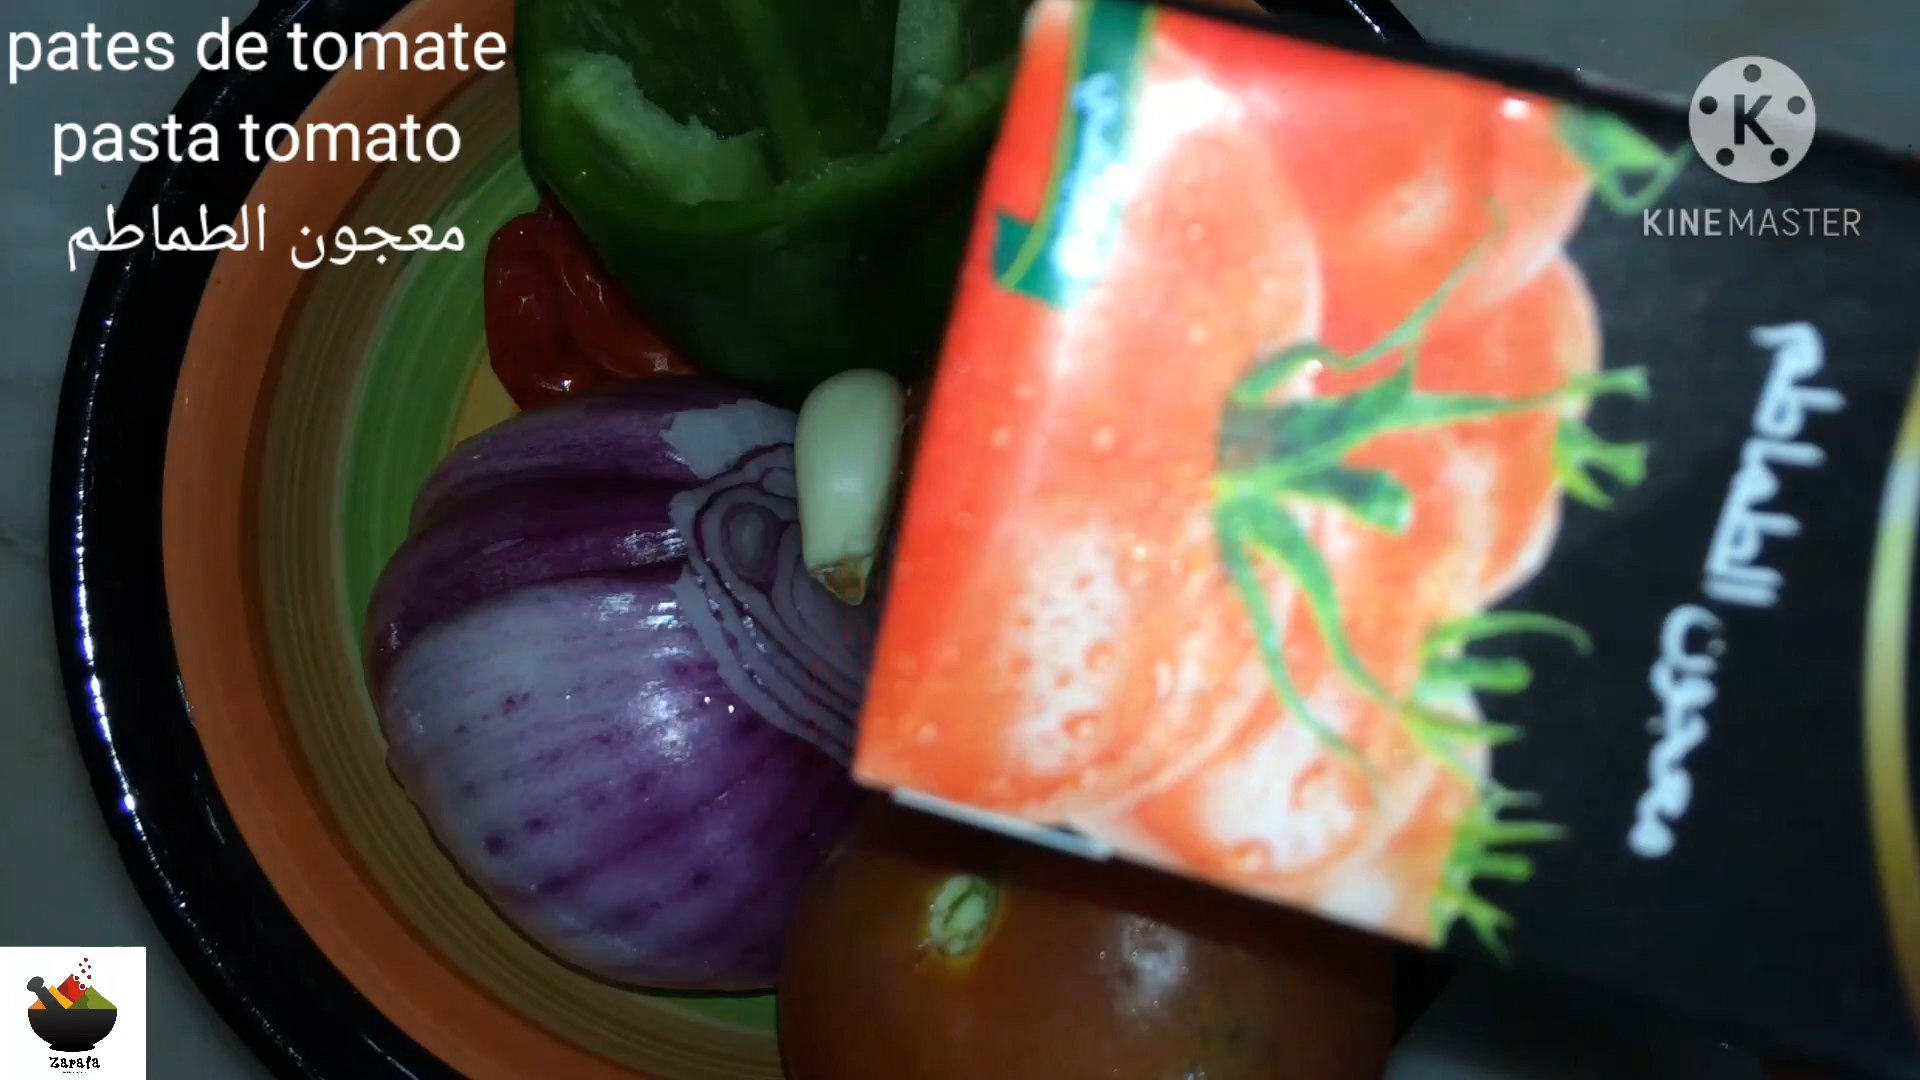 pates de tomate
pasta tomato
معجون الطماطم
K
KINEMASTER
معجون الطماطم
Zarafa